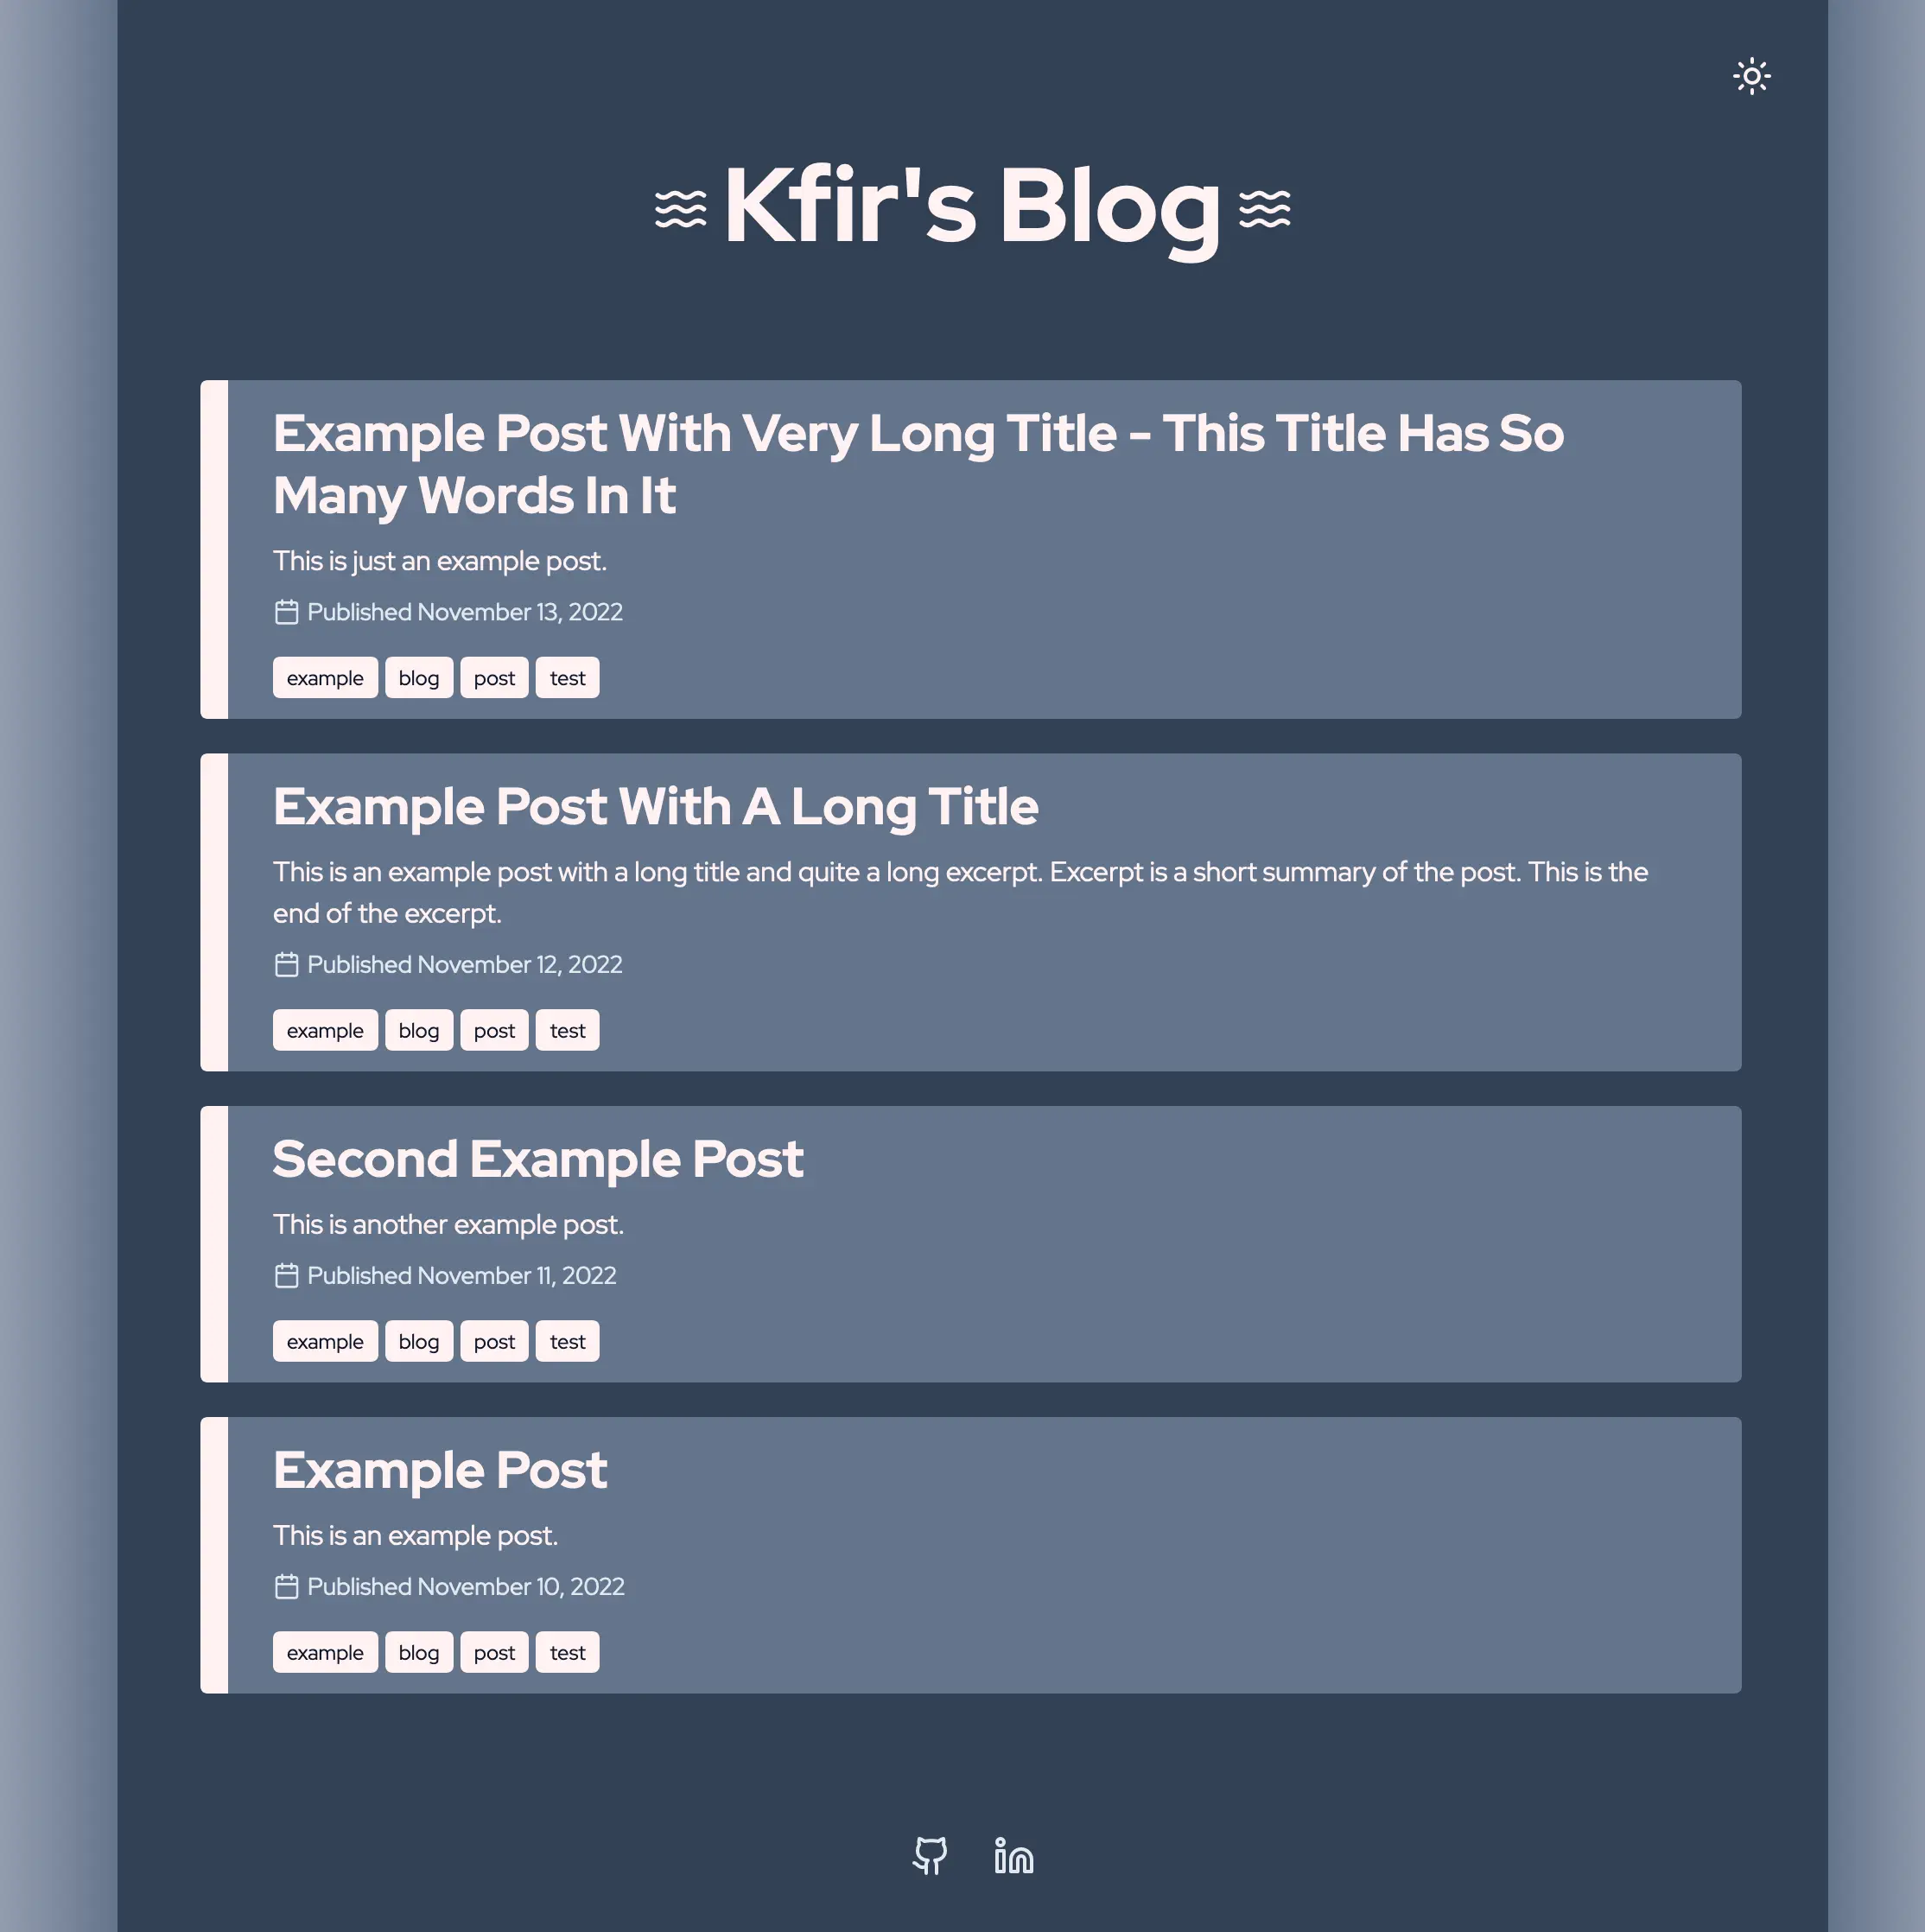 Kfir's Blog
Example Post With Very Long Title - This Title Has So
Many Words In It
This is just an example post.
Published November 13, 2022
example blog post test
Example Post With A Long Title
This is an example post with a long title and quite a long excerpt. Excerpt is a short summary of the post. This is the
end of the excerpt.
Published November 12, 2022
example blog post test
Second Example Post
This is another example post.
Published November 11, 2022
example blog post test
Example Post
This is an example post.
Published November 10, 2022
example blog post test